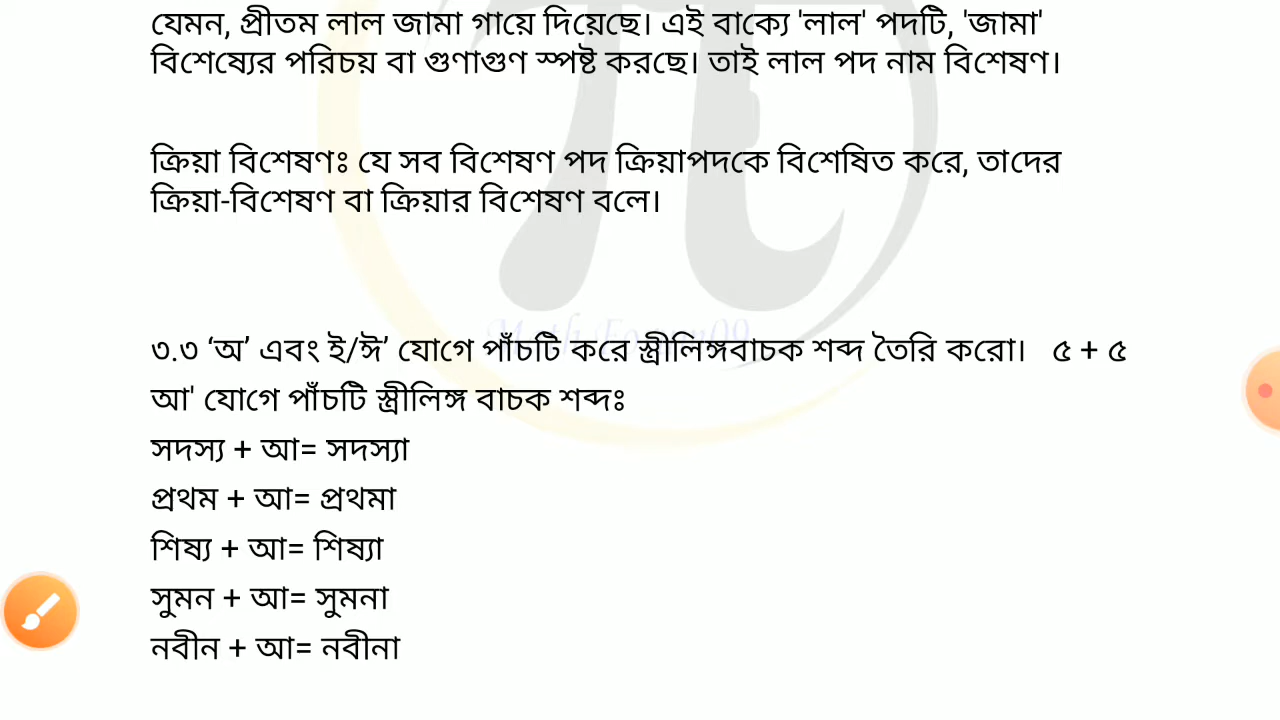 যেমন, প্রীতম লাল জামা গায়ে দিয়েছে। এই বাক্যে 'লাল' পদটি, 'জামা'
বিশেষ্যের পরিচয় বা গুণাগুণ স্পষ্ট করছে। তাই লাল পদ নাম বিশেষণ।
ক্রিয়া বিশেষণঃ যে সব বিশেষণ পদ ক্রিয়াপদকে বিশেষিত করে, তাদের
ক্রিয়া-বিশেষণ বা ক্রিয়ার বিশেষণ বলে।
৩.৩ ‘অ’ এবং ই/ঈ’ যোগে পাঁচটি করে স্ত্রীলিঙ্গবাচক শব্দ তৈরি করো। ৫ + ৫
আ' যোগে পাঁচটি স্ত্রীলিঙ্গ বাচক শব্দঃ
সদস্য + আ= সদস্যা
প্রথম + আ= প্রথমা
শিষ্য + আ= শিষ্যা
সুমন + আ= সুমনা
নবীন + আ= নবীনা